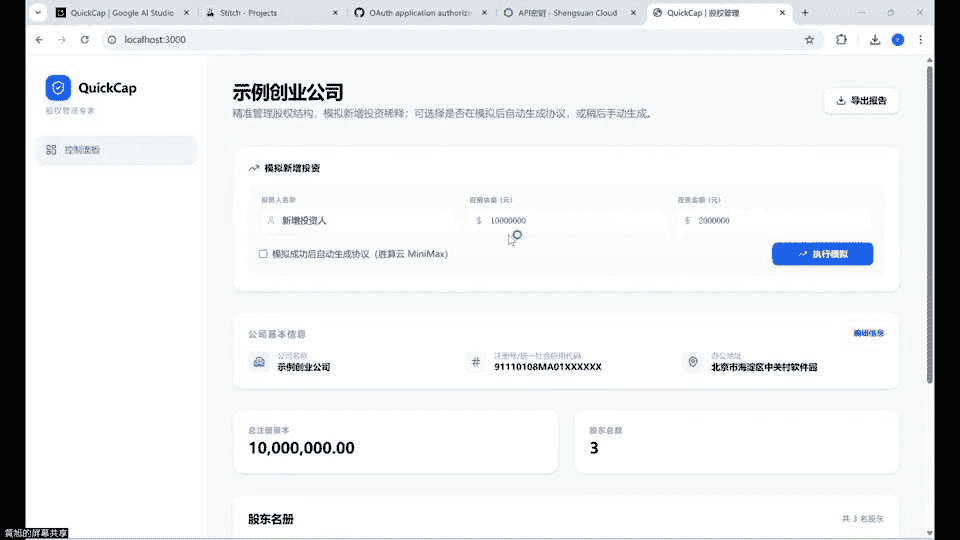 QuickCap | Google AI Studio
Stitch - Projects
OAuth application authorize
API密钥 - Shengsuan Cloud
QuickCap | 股权管理
localhost:3000
QuickCap
股权管理专家
控制面板
示例创业公司
精准管理股权结构，模拟新增投资稀释；可选择是否在模拟后自动生成协议，或稍后手动生成。
导出报告
模拟新增投资
投资人名称
投前估值（元）
投资金额（元）
新增投资人
$ 10000000
$ 2000000
模拟成功后自动生成协议（胜算云 MiniMax）
执行模拟
公司基本信息
编辑信息
公司名称
示例创业公司
# 注册号/统一社会信用代码
91110108MA01XXXXXX
办公地址
北京市海淀区中关村软件园
总注册资本
10,000,000.00
股东总数
3
股东名册
共 3 名股东
黄旭的屏幕共享